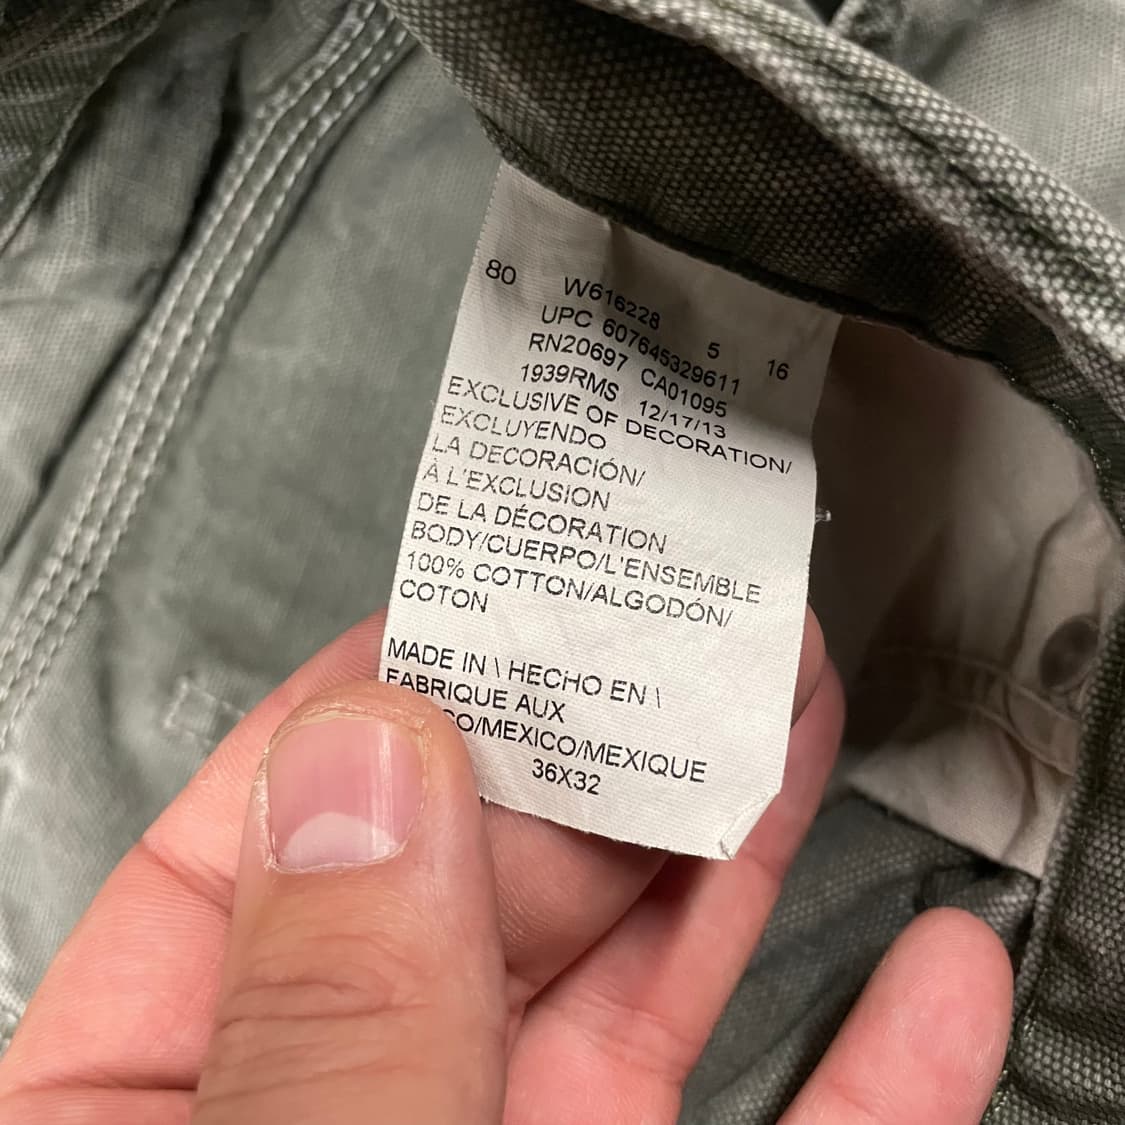 80 W616228 5 16
UPC 607645329611
RN20697 CA01095
1939RMS 12/17/13
EXCLUSIVE OF DECORATION/
EXCLUYENDO
LA DECORACIÓN/
À L'EXCLUSION
DE LA DÉCORATION
BODY/CUERPO/L'ENSEMBLE
100% COTTON/ALGODÓN/
COTON
MADE IN \ HECHO EN \
FABRIQUE AUX
CO/MEXICO/MEXIQUE
36X32